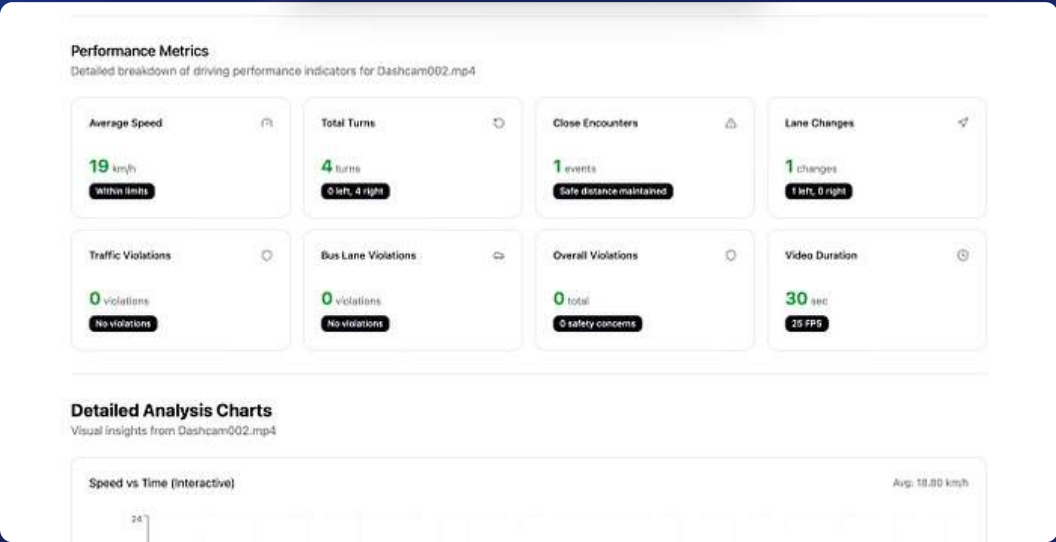 Performance Metrics
Detailed breakdown of driving performance indicators for Dashcam002.mp4
Average Speed
19 km/h
Within limits
Total Turns
4 turns
0 left, 4 right
Close Encounters
1 events
Safe distance maintained
Lane Changes
1 changes
1 left, 0 right
Traffic Violations
0 violations
No violations
Bus Lane Violations
0 violations
No violations
Overall Violations
0 total
0 safety concerns
Video Duration
30 sec
25 FPS
Detailed Analysis Charts
Visual insights from Dashcam002.mp4
Speed vs Time (Interactive)
Avg: 18.80 km/h
24